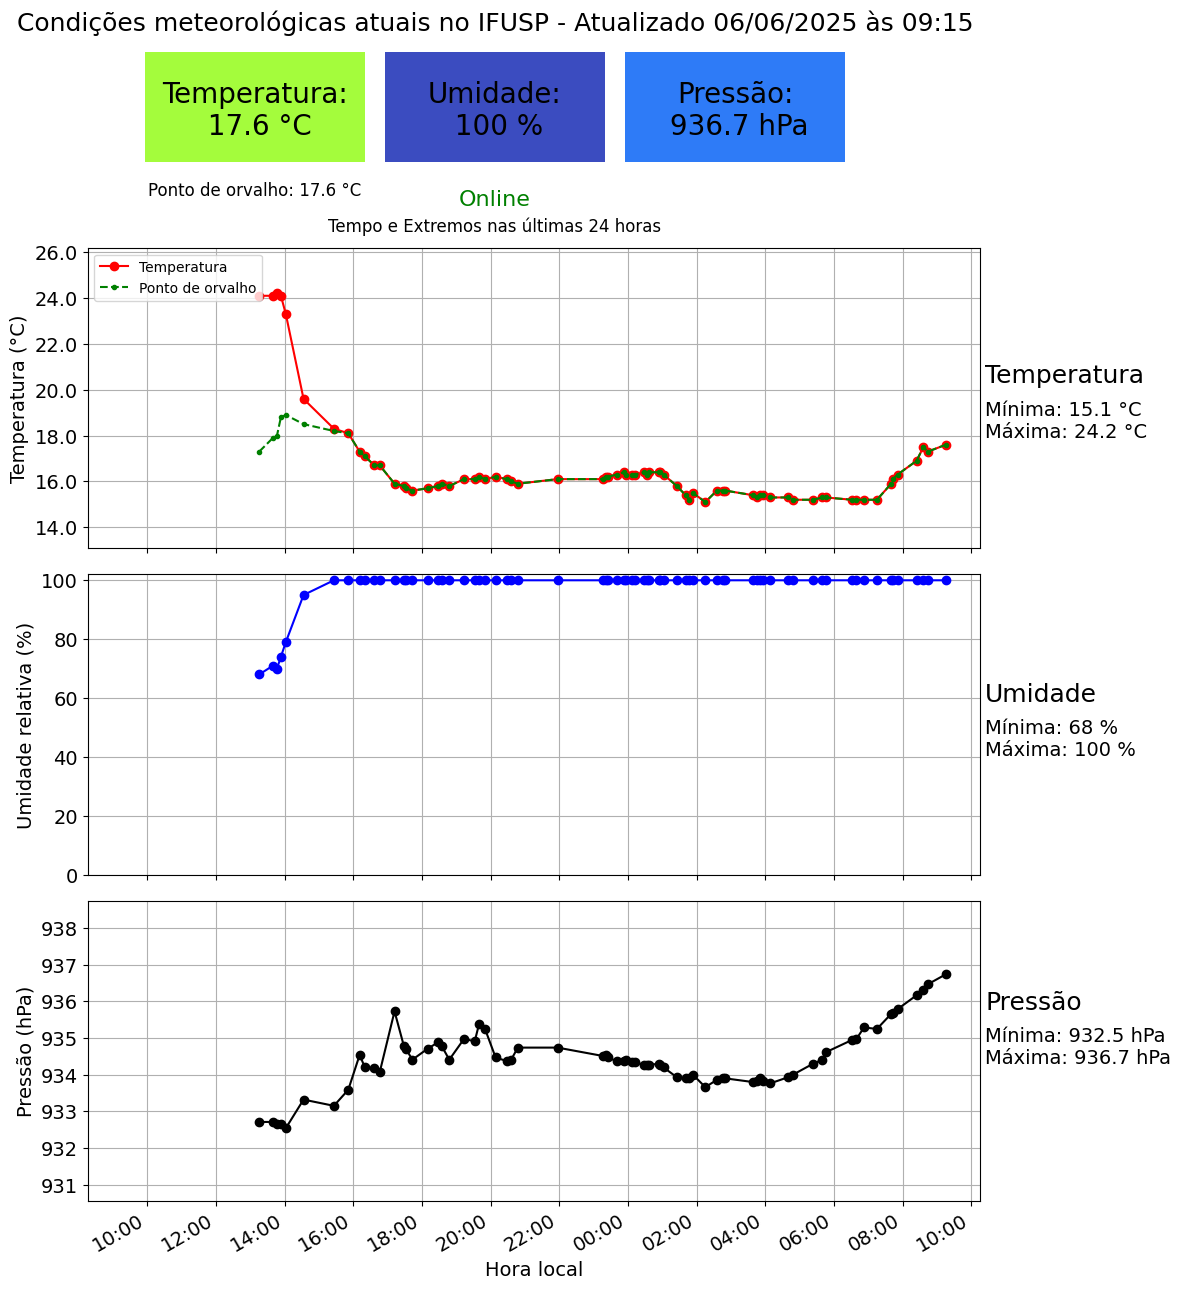 Condições meteorológicas atuais no IFUSP - Atualizado 06/06/2025 às 09:15
Temperatura:
17.6 °C
Umidade:
100 %
Pressão:
936.7 hPa
Ponto de orvalho: 17.6 °C
Online
Tempo e Extremos nas últimas 24 horas
Temperatura
Ponto de orvalho
Temperatura (°C)
26.0
24.0
22.0
20.0
18.0
16.0
14.0
Temperatura
Mínima: 15.1 °C
Máxima: 24.2 °C
Umidade relativa (%)
100
80
60
40
20
0
Umidade
Mínima: 68 %
Máxima: 100 %
Pressão (hPa)
938
937
936
935
934
933
932
931
Pressão
Mínima: 932.5 hPa
Máxima: 936.7 hPa
10:00
12:00
14:00
16:00
18:00
20:00
22:00
00:00
02:00
04:00
06:00
08:00
10:00
Hora local